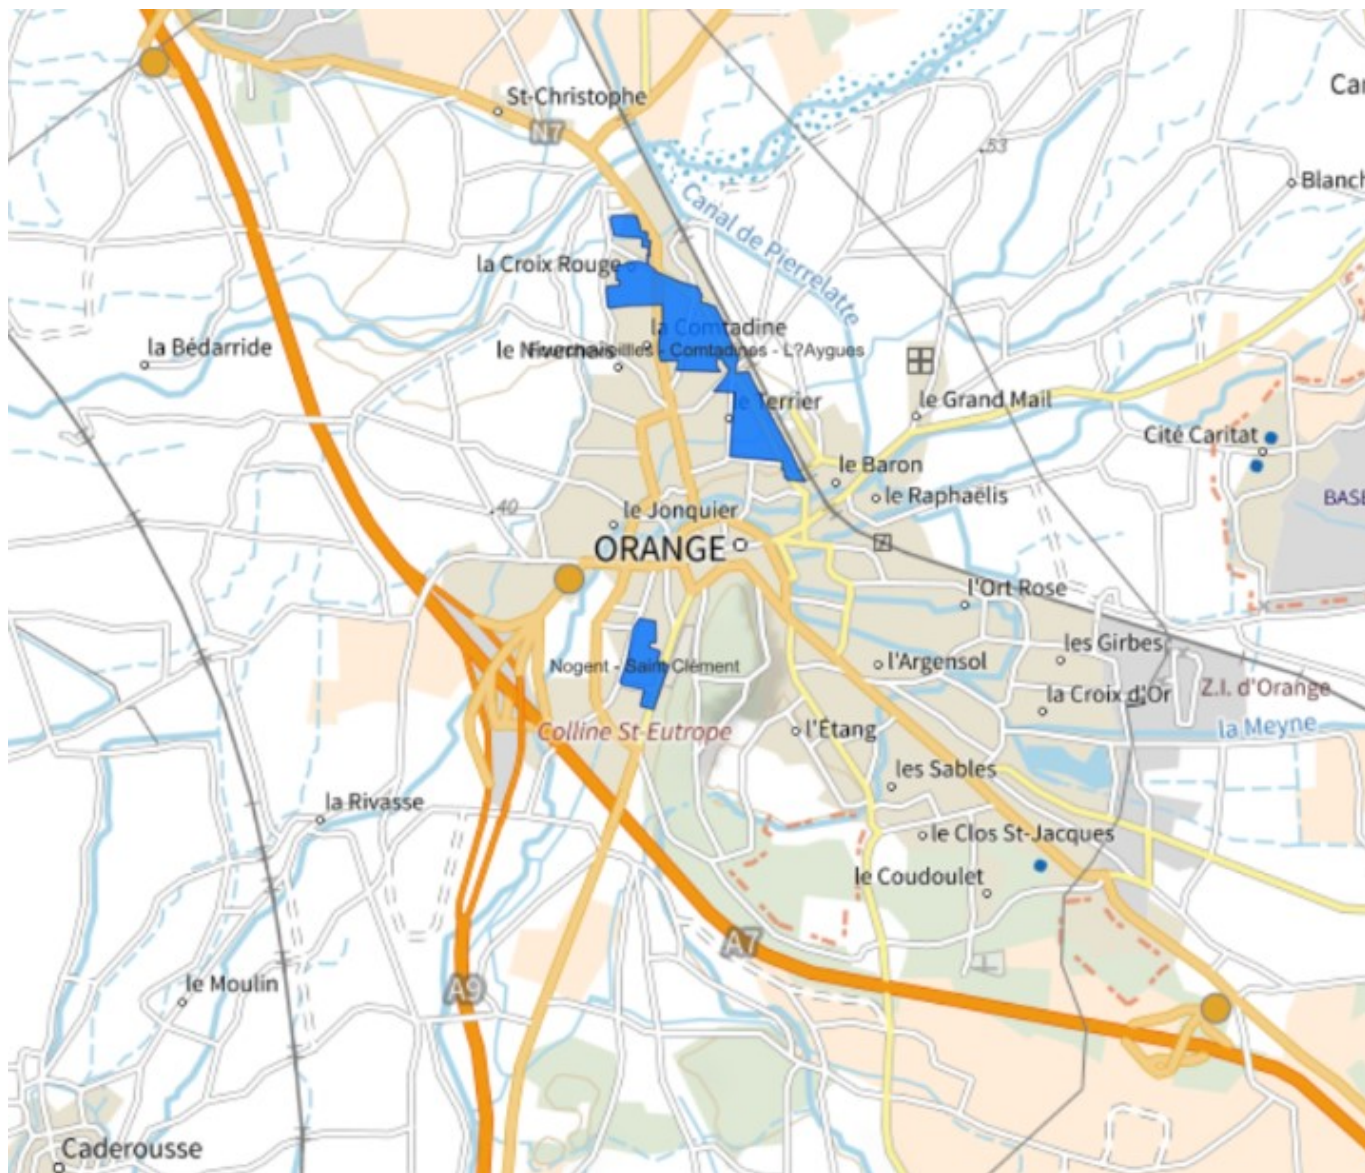 Car
St-Christophe
N7
53
Blanch
Canal de Pierrelatte
la Croix Rouge
la Comtadine
la Bédarride
le Nivernais
- Comtadines - L?Aygues
le Terrier
le Grand Mail
Cité Caritat
le Baron
BASE
le Raphaëlis
40
le Jonquier
ORANGE
l'Ort Rose
les Girbes
Nogent - Saint Clément
l'Argensol
Z.I. d'Orange
la Croix d'Or
la Meyne
Colline St-Eutrope
l'Étang
les Sables
la Rivasse
le Clos St-Jacques
le Coudoulet
A7
le Moulin
A9
Caderousse